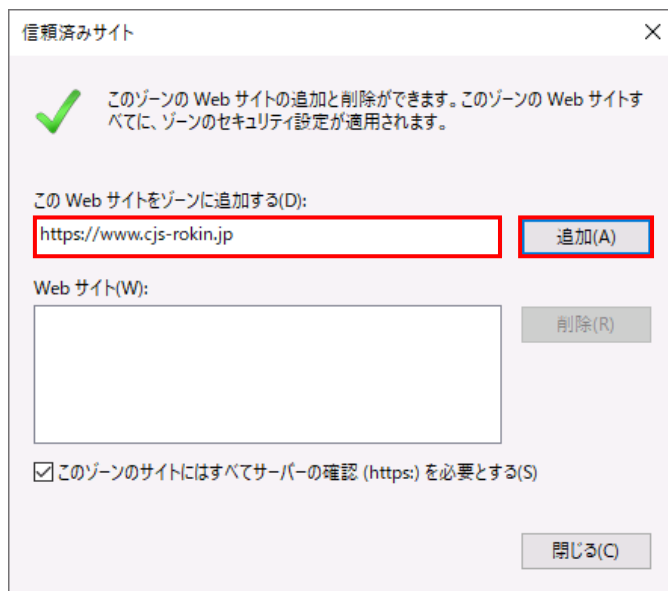 信頼済みサイト
このゾーンの Web サイトの追加と削除ができます。このゾーンの Web サイトす
べてに、ゾーンのセキュリティ設定が適用されます。
この Web サイトをゾーンに追加する(D):
https://www.cjs-rokin.jp
追加(A)
Web サイト(W):
削除(R)
このゾーンのサイトにはすべてサーバーの確認 (https:) を必要とする(S)
閉じる(C)